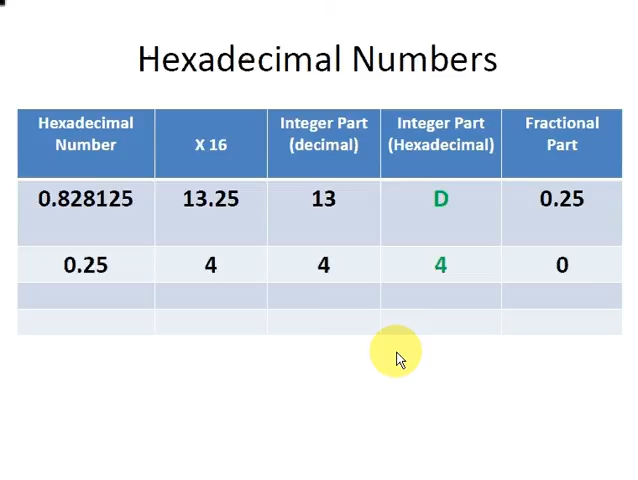 Hexadecimal Numbers
Hexadecimal Number X 16 Integer Part (decimal) Integer Part (Hexadecimal) Fractional Part
0.828125 13.25 13 D 0.25
0.25 4 4 4 0